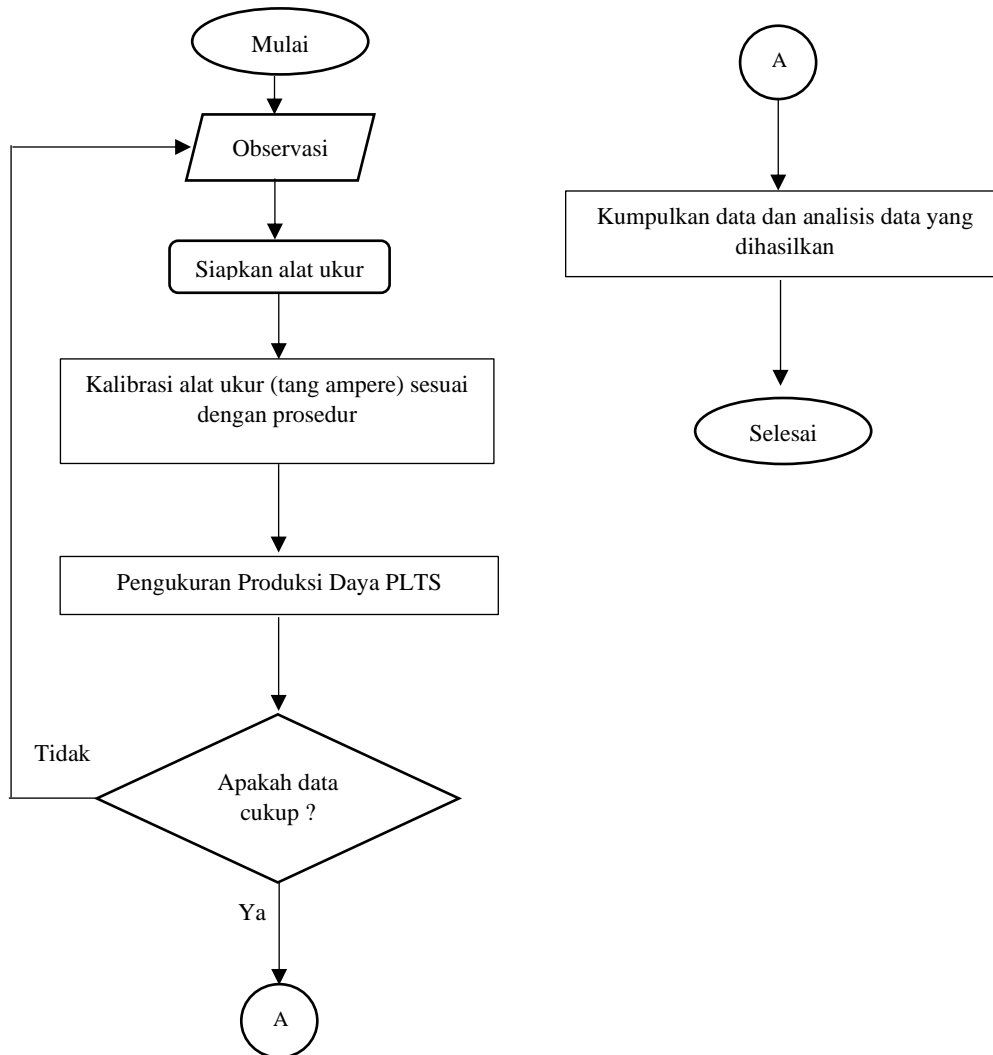 Mulai
Observasi
Siapkan alat ukur
Kalibrasi alat ukur (tang ampere) sesuai
dengan prosedur
Pengukuran Produksi Daya PLTS
Tidak
Apakah data
cukup ?
Ya
A
A
Kumpulkan data dan analisis data yang
dihasilkan
Selesai